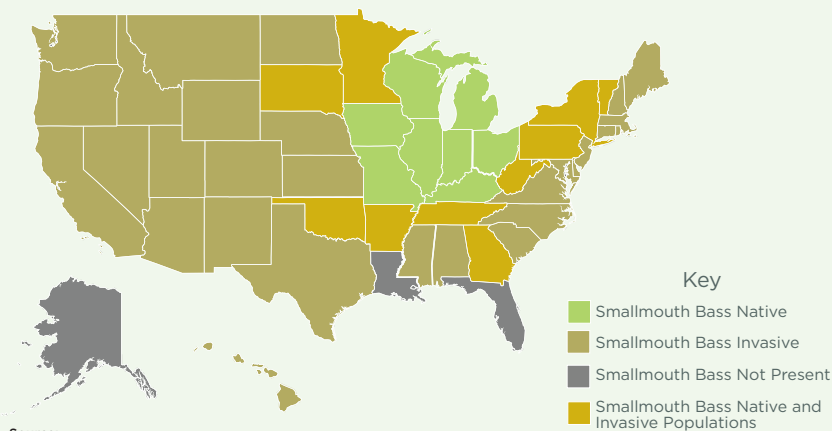 Key
Smallmouth Bass Native
Smallmouth Bass Invasive
Smallmouth Bass Not Present
Smallmouth Bass Native and
Invasive Populations